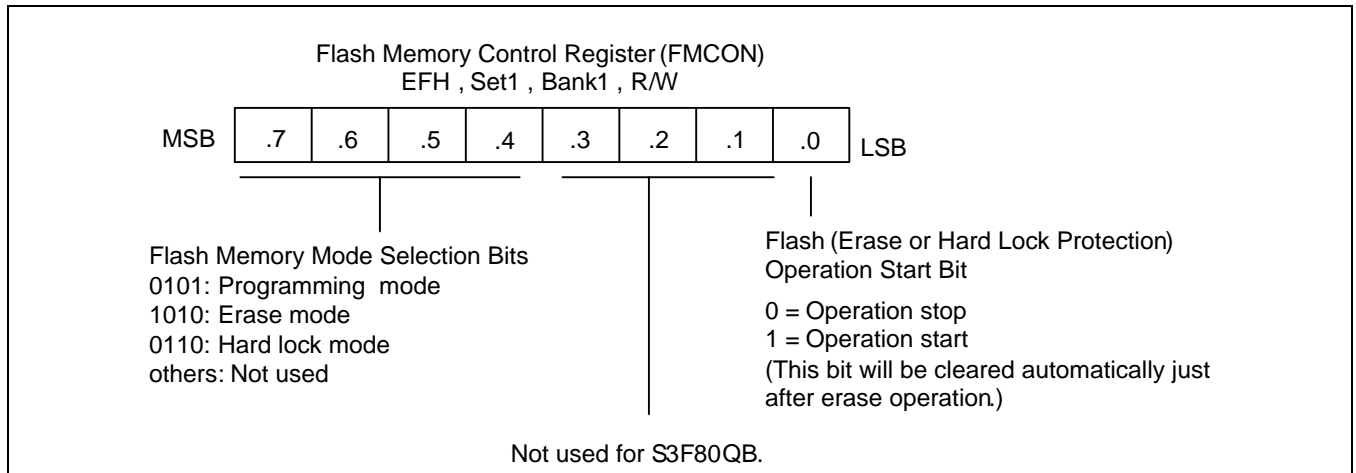 Flash Memory Control Register (FMCON)
EFH , Set1 , Bank1 , R/W
MSB .7 .6 .5 .4 .3 .2 .1 .0 LSB
Flash Memory Mode Selection Bits
0101: Programming mode
1010: Erase mode
0110: Hard lock mode
others: Not used
Flash (Erase or Hard Lock Protection)
Operation Start Bit
0 = Operation stop
1 = Operation start
(This bit will be cleared automatically just
after erase operation.)
Not used for S3F80QB.